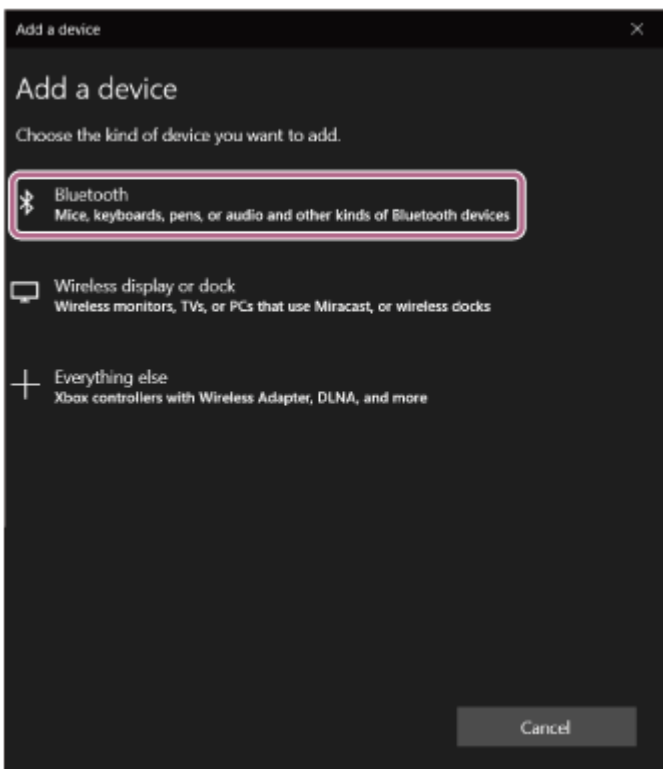 Add a device
Add a device
Choose the kind of device you want to add.
Bluetooth
Mice, keyboards, pens, or audio and other kinds of Bluetooth devices
Wireless display or dock
Wireless monitors, TVs, or PCs that use Miracast, or wireless docks
Everything else
Xbox controllers with Wireless Adapter, DLNA, and more
Cancel